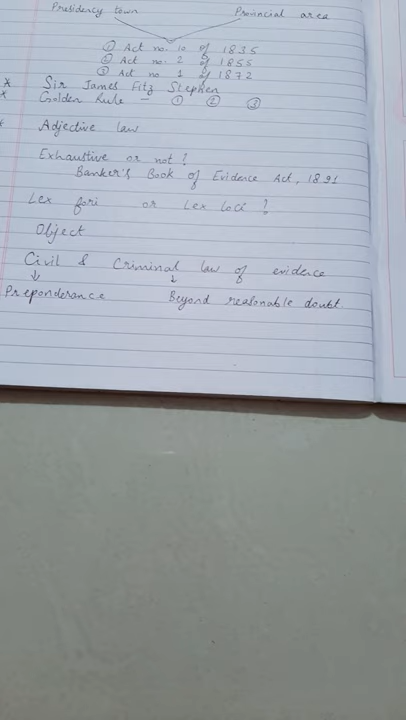 Presidency town Provincial area
① Act no. 10 of 1835
② Act no. 2 of 1855
③ Act no 1 of 1872
* Sir James Fitz Stephen
* Golden Rule – ① ② ③
* Adjective law
Exhaustive or not?
Banker's Book of Evidence Act, 1891
Lex fori or Lex loci?
Object
Civil & Criminal law of evidence
↓ ↓
Preponderance Beyond reasonable doubt.